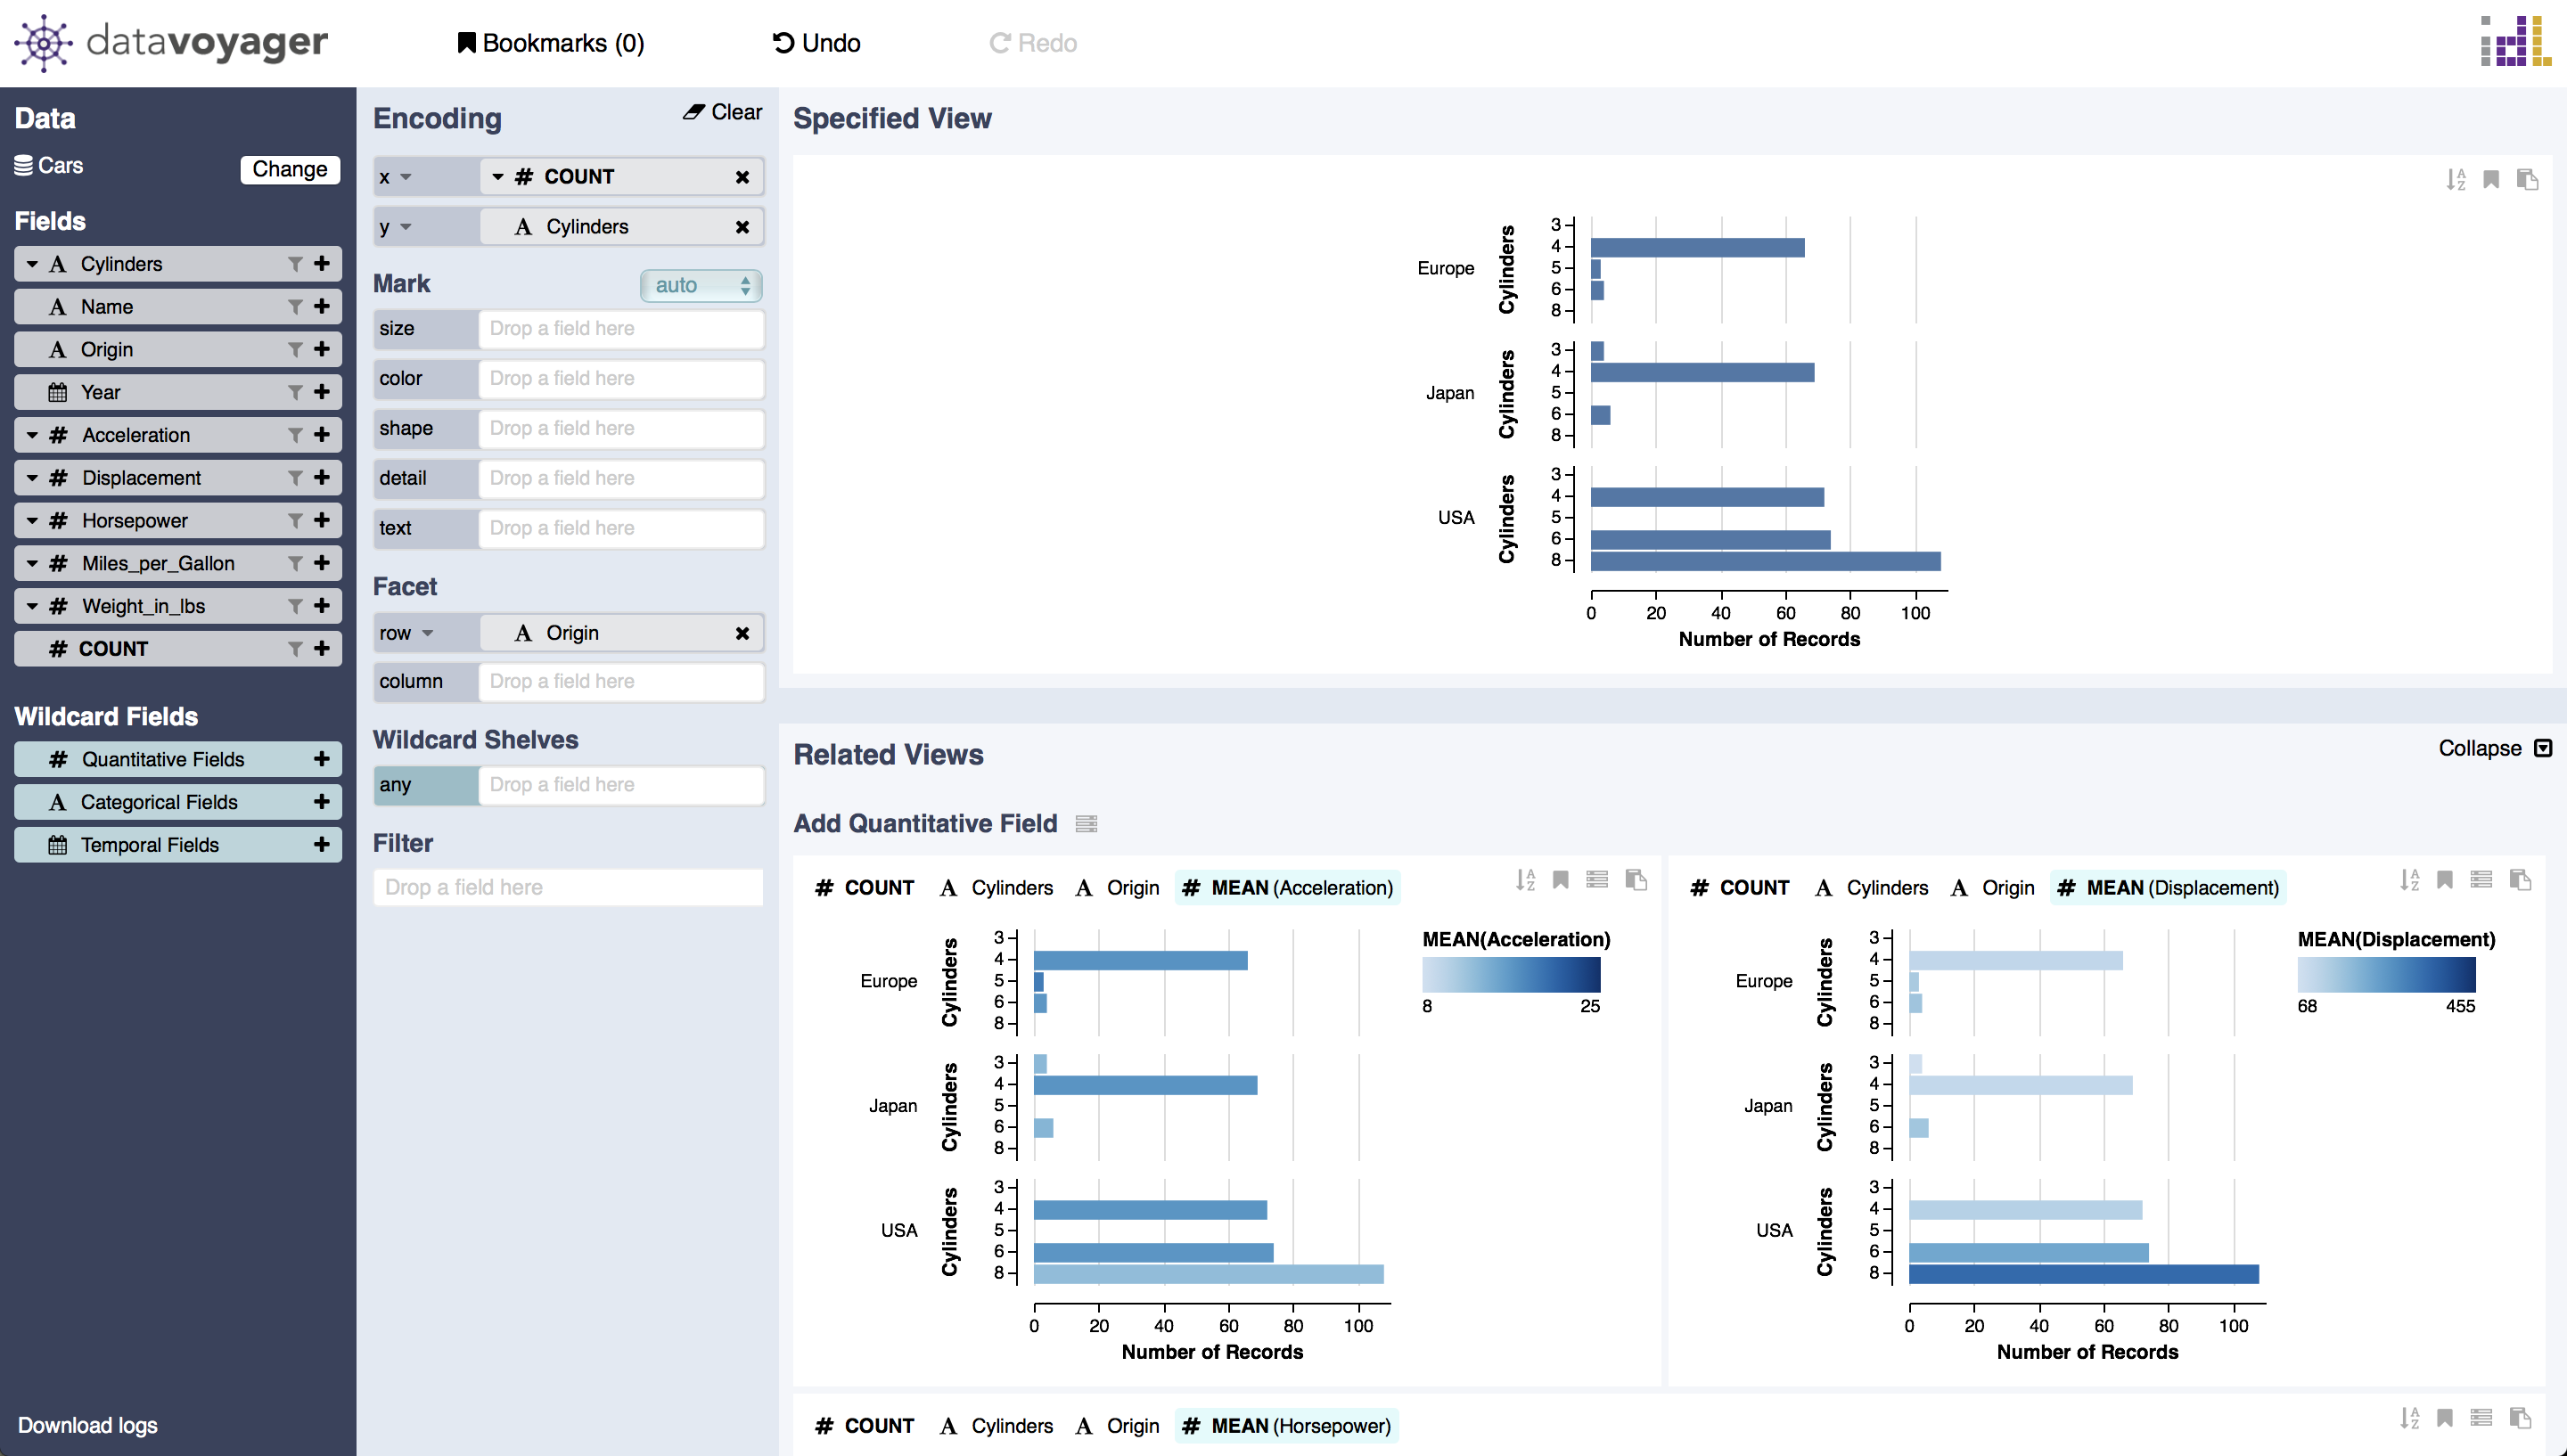 datavoyager
Bookmarks (0)
Undo
Redo
idl
Data
Cars
Change
Fields
Cylinders
Name
Origin
Year
Acceleration
Displacement
Horsepower
Miles_per_Gallon
Weight_in_lbs
COUNT
Wildcard Fields
Quantitative Fields
Categorical Fields
Temporal Fields
Download logs
Encoding
Clear
x
COUNT
y
Cylinders
Mark
auto
size
Drop a field here
color
Drop a field here
shape
Drop a field here
detail
Drop a field here
text
Drop a field here
Facet
row
Origin
column
Drop a field here
Wildcard Shelves
any
Drop a field here
Filter
Drop a field here
Specified View
Europe
Cylinders
3
4
5
6
8
Japan
Cylinders
3
4
5
6
8
USA
Cylinders
3
4
5
6
8
0 20 40 60 80 100
Number of Records
Related Views
Collapse
Add Quantitative Field
# COUNT A Cylinders A Origin # MEAN (Acceleration)
Europe
Cylinders
3
4
5
6
8
Japan
Cylinders
3
4
5
6
8
USA
Cylinders
3
4
5
6
8
0 20 40 60 80 100
Number of Records
MEAN(Acceleration)
8 25
# COUNT A Cylinders A Origin # MEAN (Displacement)
Europe
Cylinders
3
4
5
6
8
Japan
Cylinders
3
4
5
6
8
USA
Cylinders
3
4
5
6
8
0 20 40 60 80 100
Number of Records
MEAN(Displacement)
68 455
# COUNT A Cylinders A Origin # MEAN (Horsepower)